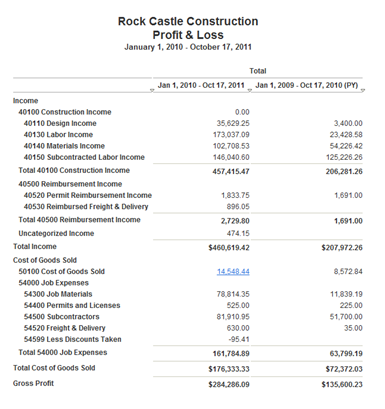 Rock Castle Construction
Profit & Loss
January 1, 2010 - October 17, 2011
Total
Jan 1, 2010 - Oct 17, 2011 Jan 1, 2009 - Oct 17, 2010 (PY)
Income
40100 Construction Income 0.00
40110 Design Income 35,629.25 3,400.00
40130 Labor Income 173,037.09 23,428.58
40140 Materials Income 102,708.53 54,226.42
40150 Subcontracted Labor Income 146,040.60 125,226.26
Total 40100 Construction Income 457,415.47 206,281.26
40500 Reimbursement Income
40520 Permit Reimbursement Income 1,833.75 1,691.00
40530 Reimbursed Freight & Delivery 896.05
Total 40500 Reimbursement Income 2,729.80 1,691.00
Uncategorized Income 474.15
Total Income $460,619.42 $207,972.26
Cost of Goods Sold
50100 Cost of Goods Sold 14,548.44 8,572.84
54000 Job Expenses
54300 Job Materials 78,814.35 11,839.19
54400 Permits and Licenses 525.00 225.00
54500 Subcontractors 81,910.95 51,700.00
54520 Freight & Delivery 630.00 35.00
54599 Less Discounts Taken -95.41
Total 54000 Job Expenses 161,784.89 63,799.19
Total Cost of Goods Sold $176,333.33 $72,372.03
Gross Profit $284,286.09 $135,600.23